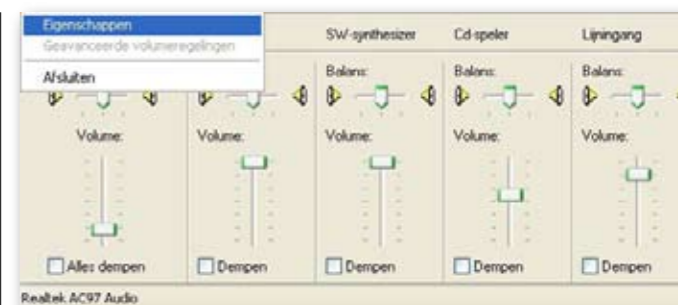 Eigenschappen
Geavanceerde volumeregelingen
Afsluiten
SW-synthesizer Cd-speler Lijningang
Balans: Balans: Balans:
Volume: Volume: Volume: Volume: Volume:
Alles dempen Dempen Dempen Dempen Dempen
Realtek AC97 Audio